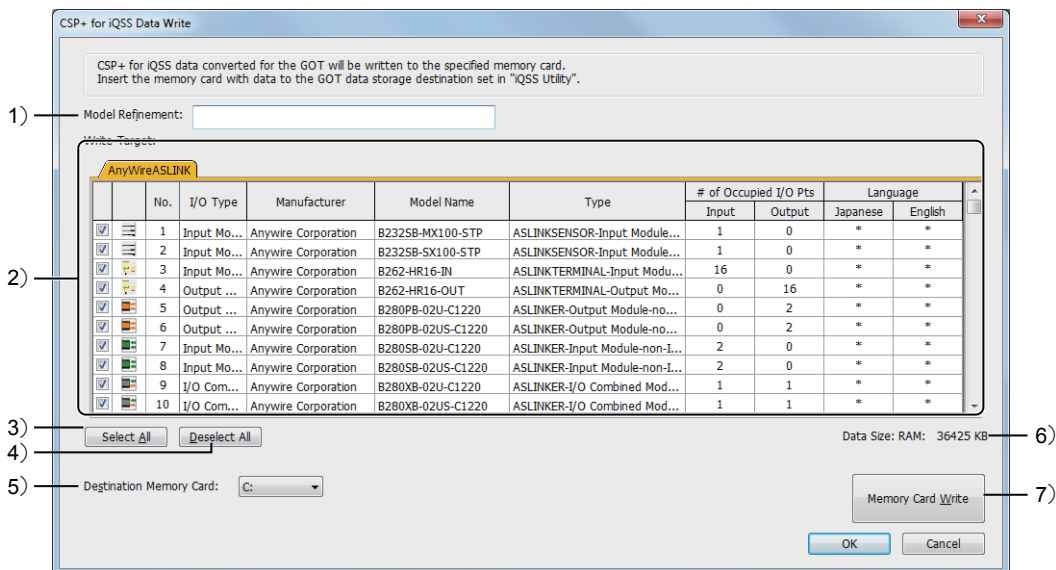 CSP+ for iQSS Data Write
x
CSP+ for iQSS data converted for the GOT will be written to the specified memory card.
Insert the memory card with data to the GOT data storage destination set in "iQSS Utility".
1) Model Refinement:
Write Target:
2)
AnyWireASLINK
No. I/O Type Manufacturer Model Name Type # of Occupied I/O Pts Language
Input Output Japanese English
1 Input Mo... Anywire Corporation B232SB-MX100-STP ASLINKSENSOR-Input Module... 1 0 * *
2 Input Mo... Anywire Corporation B232SB-SX100-STP ASLINKSENSOR-Input Module... 1 0 * *
3 Input Mo... Anywire Corporation B262-HR16-IN ASLINKTERMINAL-Input Modu... 16 0 * *
4 Output ... Anywire Corporation B262-HR16-OUT ASLINKTERMINAL-Output Mo... 0 16 * *
5 Output ... Anywire Corporation B280PB-02U-C1220 ASLINKER-Output Module-no... 0 2 * *
6 Output ... Anywire Corporation B280PB-02US-C1220 ASLINKER-Output Module-no... 0 2 * *
7 Input Mo... Anywire Corporation B280SB-02U-C1220 ASLINKER-Input Module-non-I... 2 0 * *
8 Input Mo... Anywire Corporation B280SB-02US-C1220 ASLINKER-Input Module-non-I... 2 0 * *
9 I/O Com... Anywire Corporation B280XB-02U-C1220 ASLINKER-I/O Combined Mod... 1 1 * *
10 I/O Com... Anywire Corporation B280XB-02US-C1220 ASLINKER-I/O Combined Mod... 1 1 * *
3) Select All Deselect All Data Size: RAM: 36425 KB 6)
4)
5) Destination Memory Card: C:
Memory Card Write 7)
OK Cancel